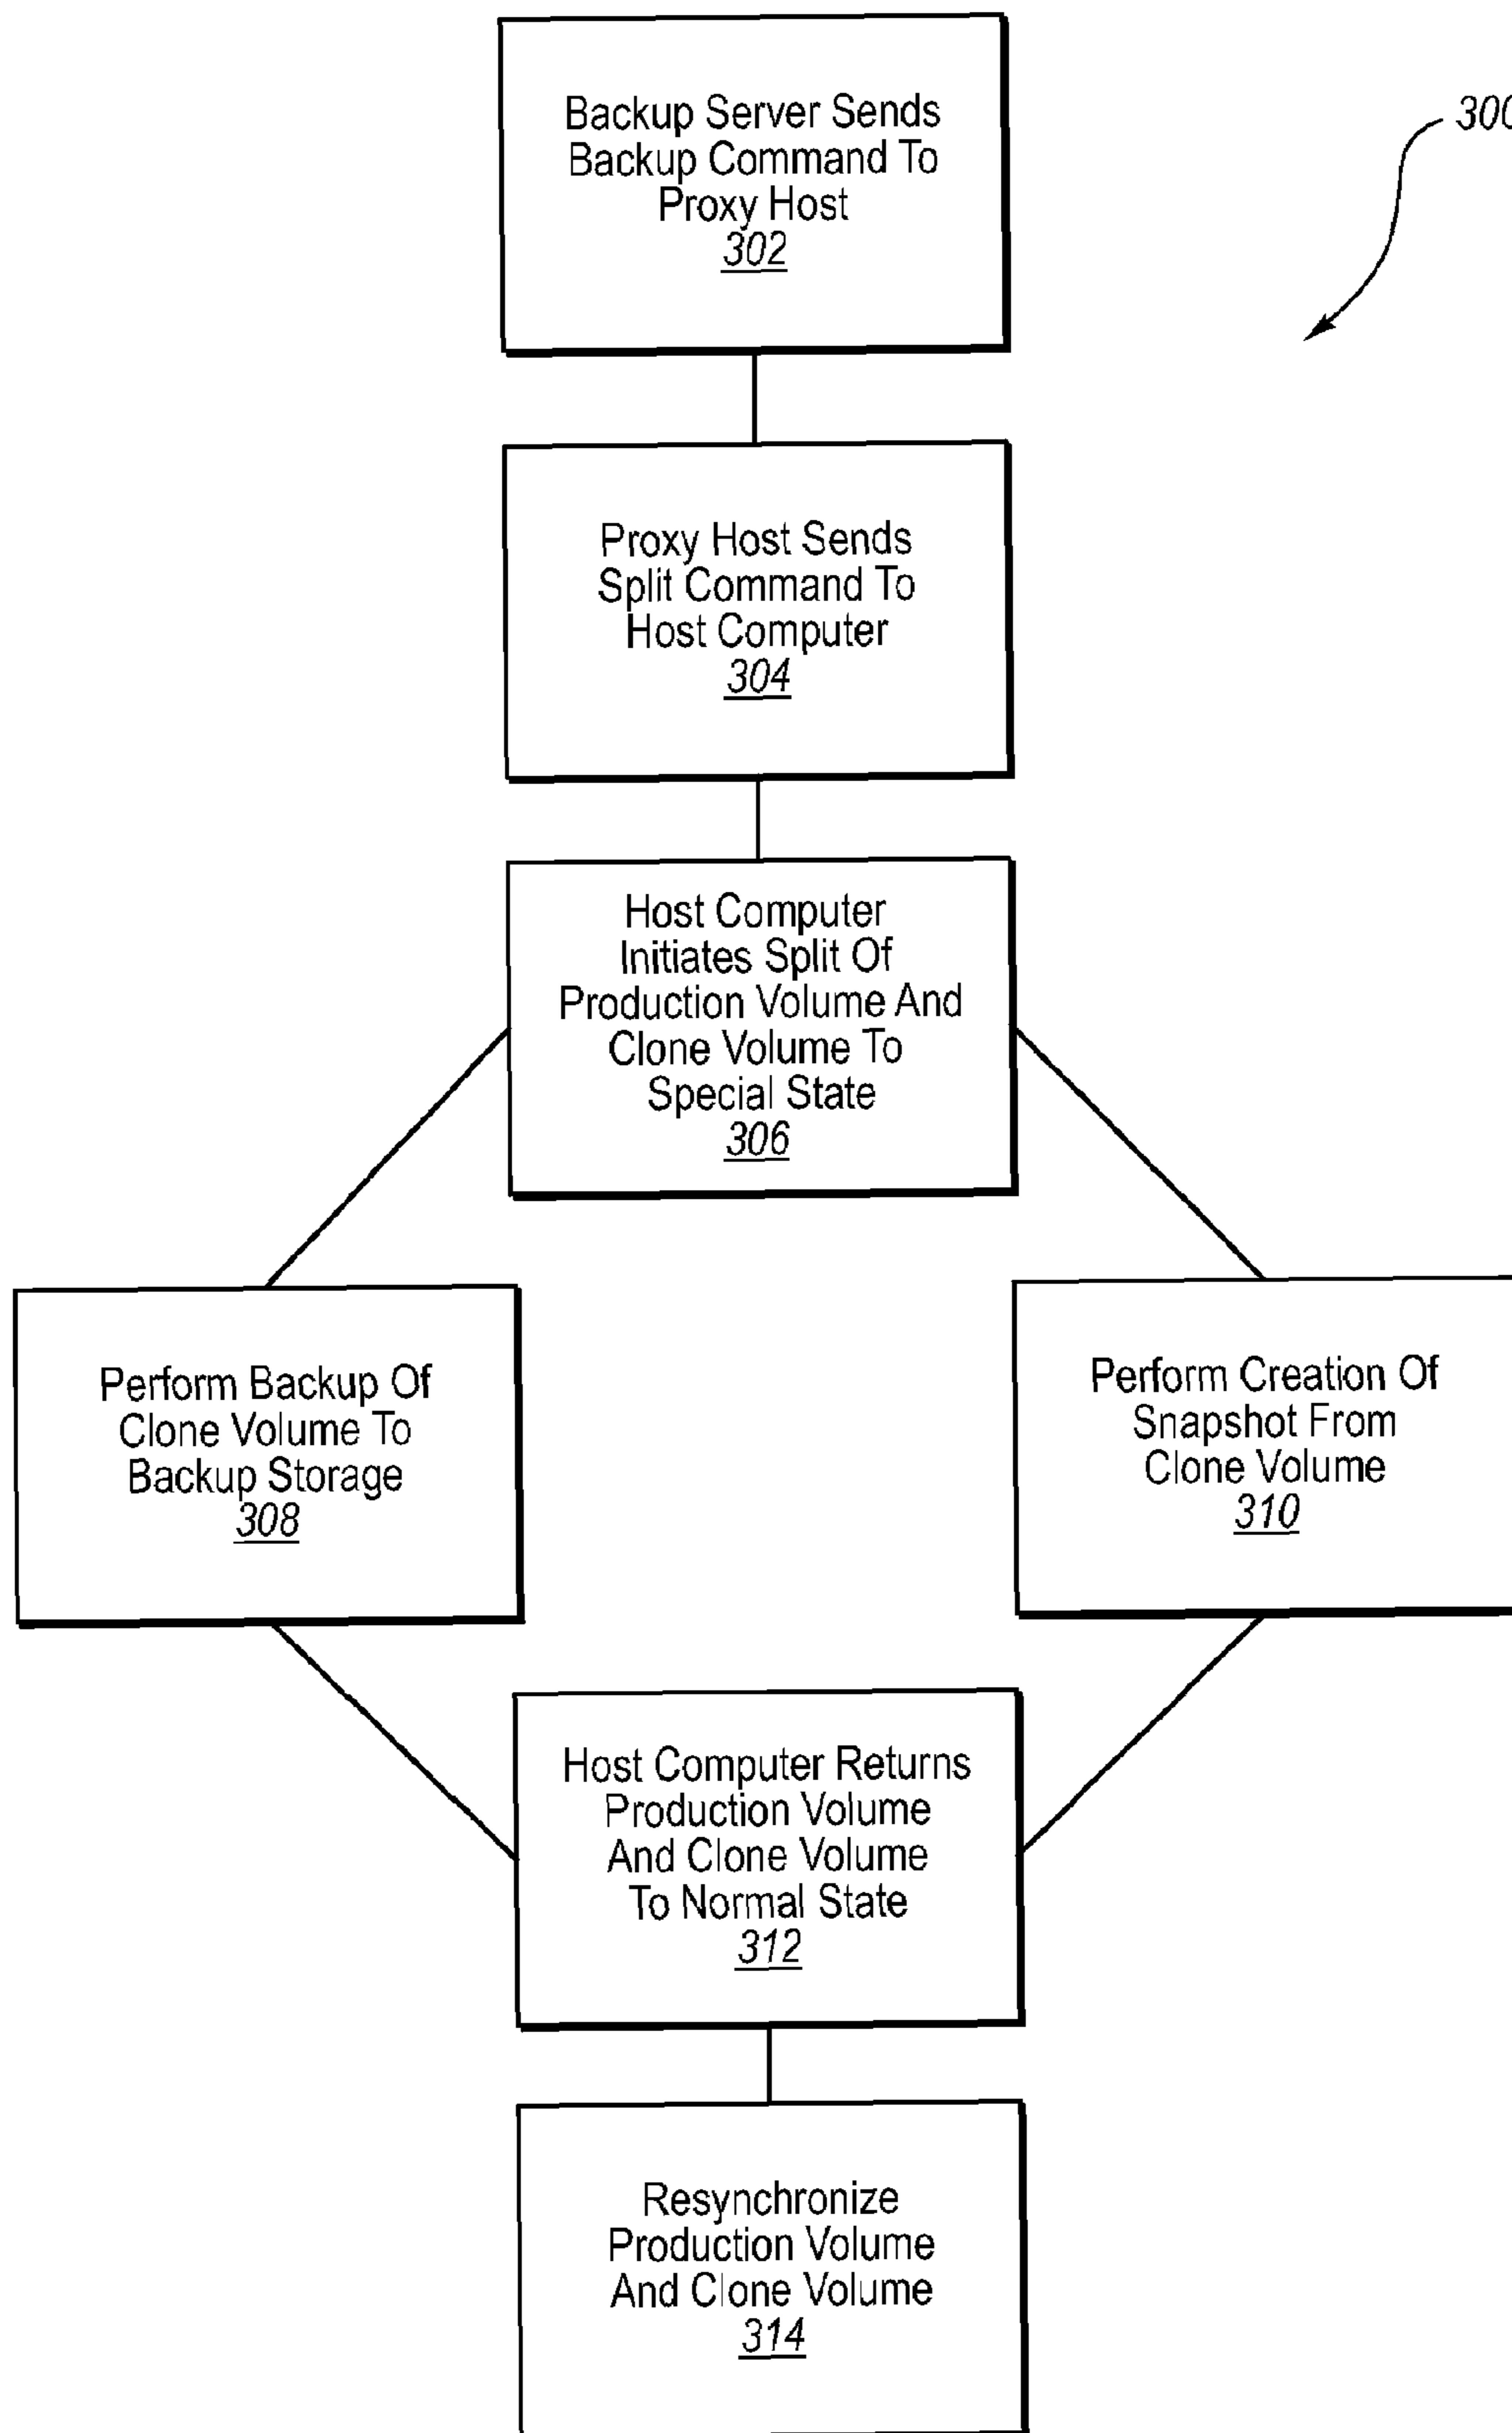 Backup Server Sends
Backup Command To
Proxy Host
302
300
Proxy Host Sends
Split Command To
Host Computer
304
Host Computer
Initiates Split Of
Production Volume And
Clone Volume To
Special State
306
Perform Backup Of
Clone Volume To
Backup Storage
308
Perform Creation Of
Snapshot From
Clone Volume
310
Host Computer Returns
Production Volume
And Clone Volume
To Normal State
312
Resynchronize
Production Volume
And Clone Volume
314